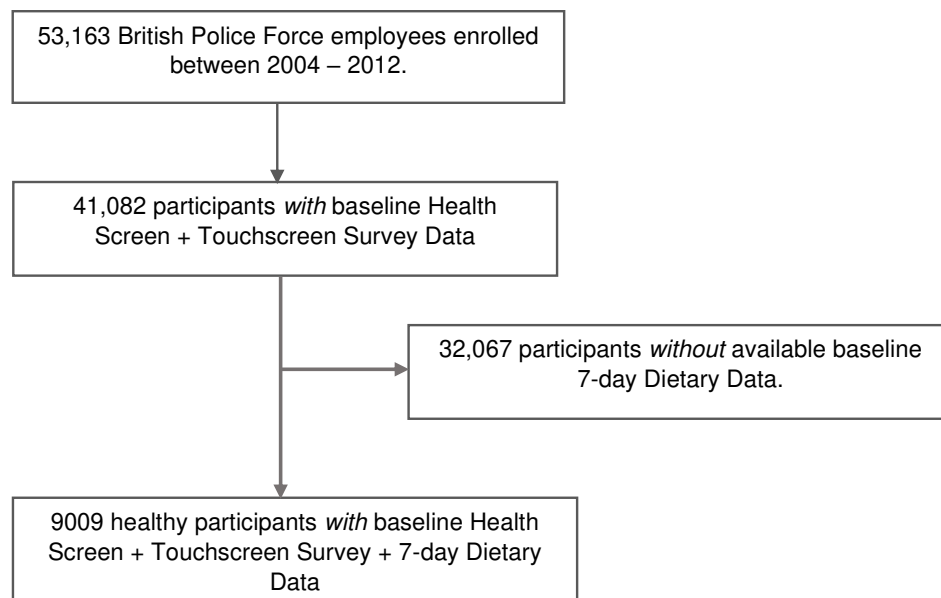 53,163 British Police Force employees enrolled
between 2004 – 2012.
41,082 participants with baseline Health
Screen + Touchscreen Survey Data
32,067 participants without available baseline
7-day Dietary Data.
9009 healthy participants with baseline Health
Screen + Touchscreen Survey + 7-day Dietary
Data